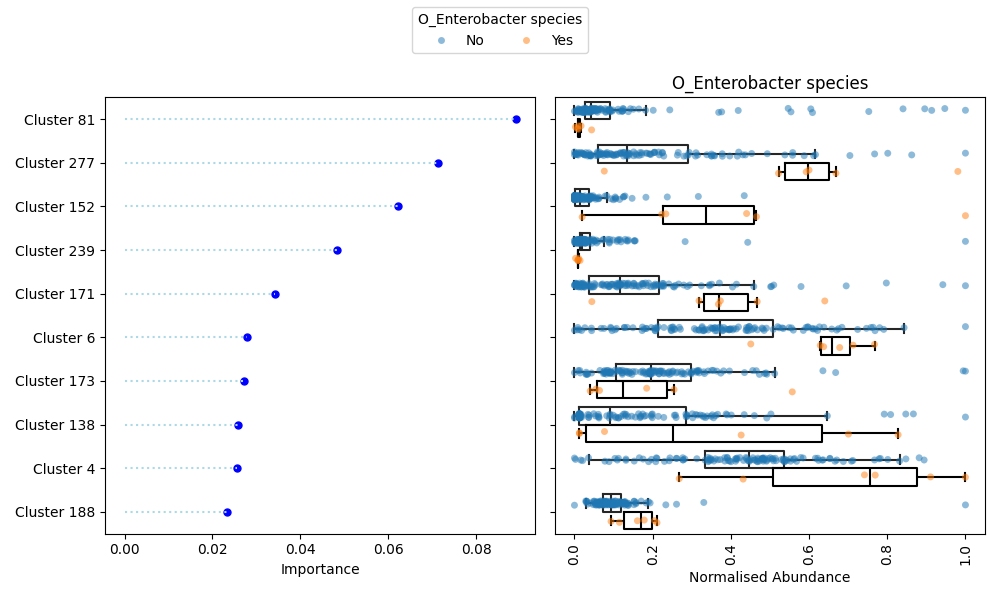 O_Enterobacter species
No Yes
O_Enterobacter species
Cluster 81
Cluster 277
Cluster 152
Cluster 239
Cluster 171
Cluster 6
Cluster 173
Cluster 138
Cluster 4
Cluster 188
0.00 0.02 0.04 0.06 0.08
Importance
0.0 0.2 0.4 0.6 0.8 1.0
Normalised Abundance